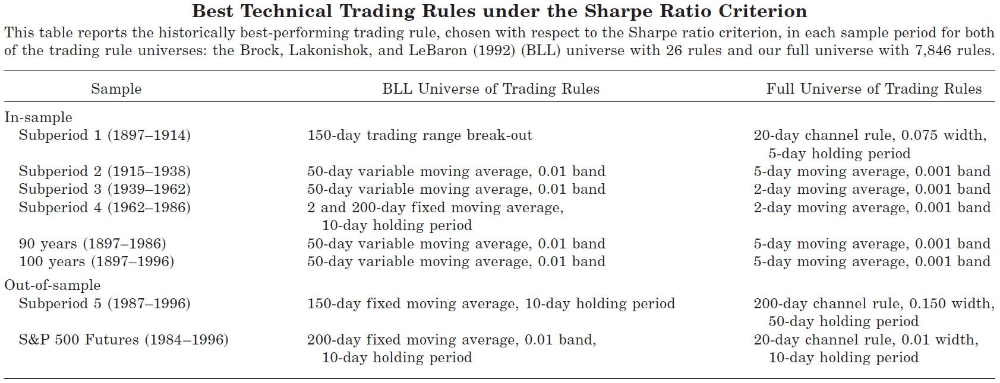 Best Technical Trading Rules under the Sharpe Ratio Criterion
This table reports the historically best-performing trading rule, chosen with respect to the Sharpe ratio criterion, in each sample period for both
of the trading rule universes: the Brock, Lakonishok, and LeBaron (1992) (BLL) universe with 26 rules and our full universe with 7,846 rules.
Sample BLL Universe of Trading Rules Full Universe of Trading Rules
In-sample
Subperiod 1 (1897–1914) 150-day trading range break-out 20-day channel rule, 0.075 width,
5-day holding period
Subperiod 2 (1915–1938) 50-day variable moving average, 0.01 band 5-day moving average, 0.001 band
Subperiod 3 (1939–1962) 50-day variable moving average, 0.01 band 2-day moving average, 0.001 band
Subperiod 4 (1962–1986) 2 and 200-day fixed moving average, 2-day moving average, 0.001 band
10-day holding period
90 years (1897–1986) 50-day variable moving average, 0.01 band 5-day moving average, 0.001 band
100 years (1897–1996) 50-day variable moving average, 0.01 band 5-day moving average, 0.001 band
Out-of-sample
Subperiod 5 (1987–1996) 150-day fixed moving average, 10-day holding period 200-day channel rule, 0.150 width,
50-day holding period
S&P 500 Futures (1984–1996) 200-day fixed moving average, 0.01 band, 20-day channel rule, 0.01 width,
10-day holding period 10-day holding period